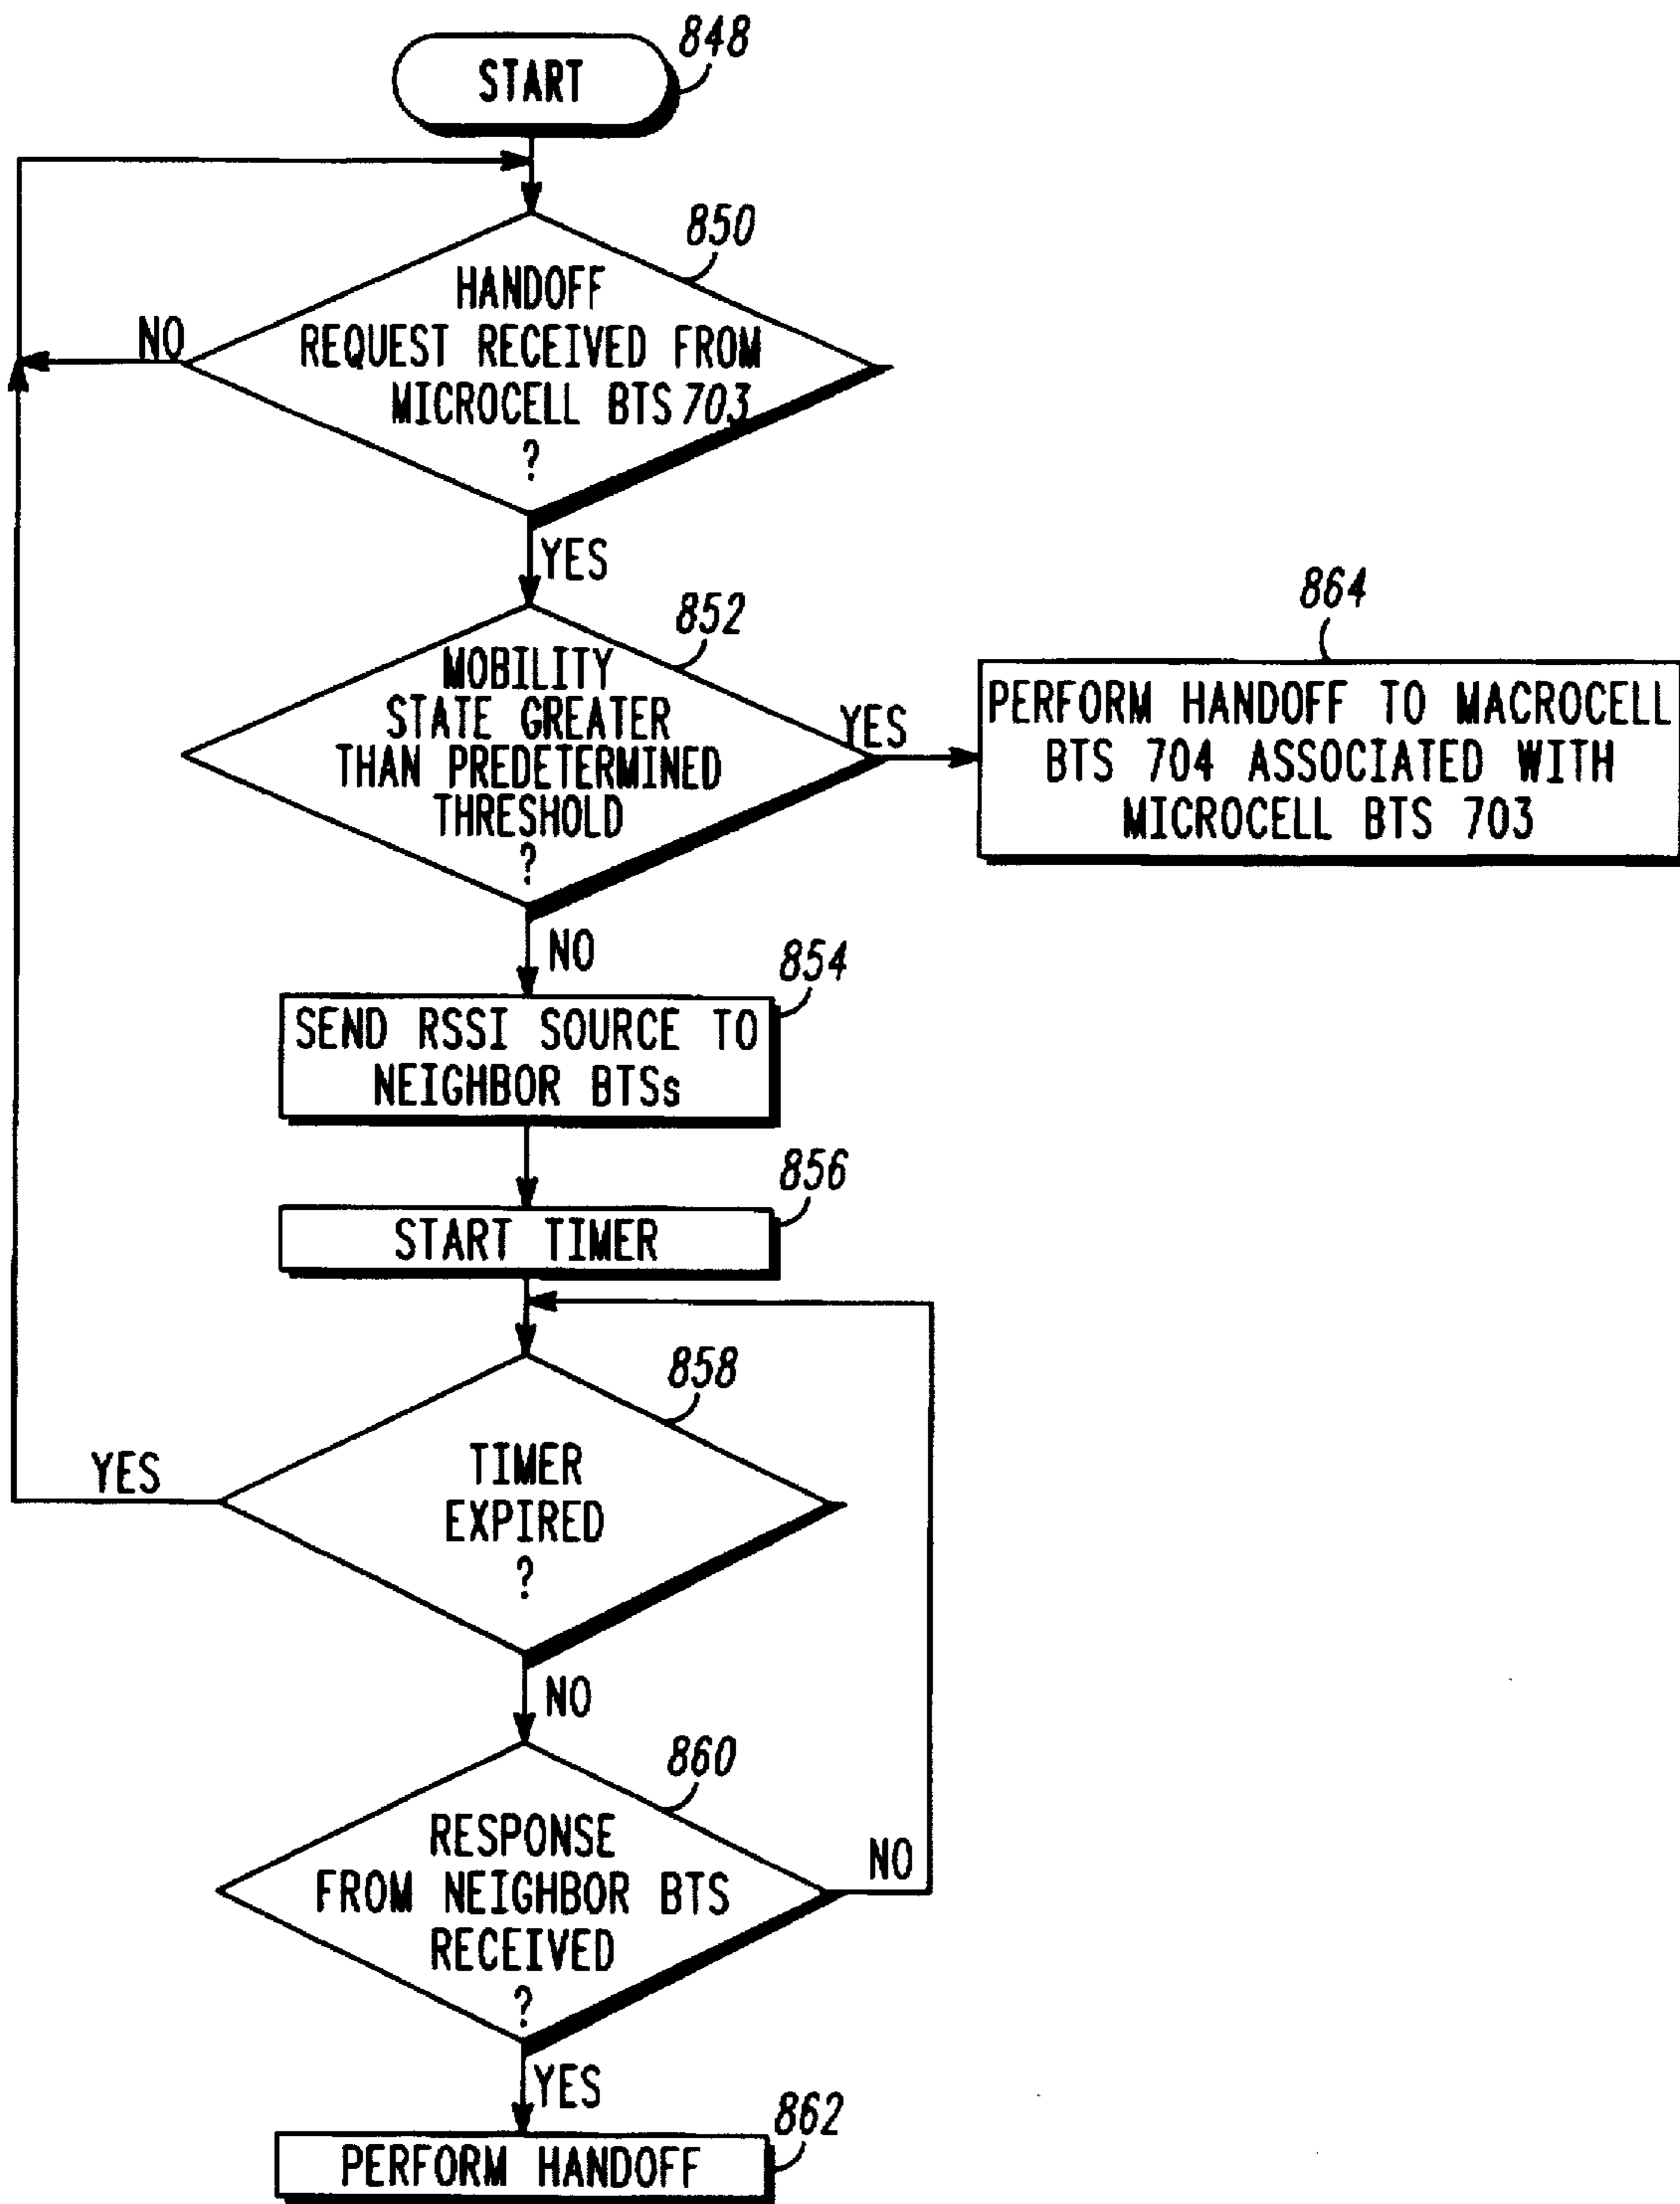 848
START
850
HANDOFF
REQUEST RECEIVED FROM
MICROCELL BTS 703
?
NO
YES
852
MOBILITY
STATE GREATER
THAN PREDETERMINED
THRESHOLD
?
YES
864
PERFORM HANDOFF TO MACROCELL
BTS 704 ASSOCIATED WITH
MICROCELL BTS 703
NO
854
SEND RSSI SOURCE TO
NEIGHBOR BTSs
856
START TIMER
858
TIMER
EXPIRED
?
YES
NO
860
RESPONSE
FROM NEIGHBOR BTS
RECEIVED
?
NO
YES
862
PERFORM HANDOFF